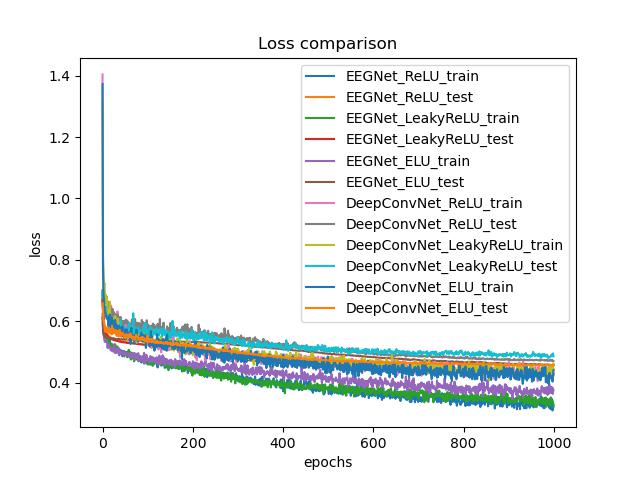 Loss comparison
1.4
1.2
1.0
0.8
0.6
0.4
loss
EEGNet_ReLU_train
EEGNet_ReLU_test
EEGNet_LeakyReLU_train
EEGNet_LeakyReLU_test
EEGNet_ELU_train
EEGNet_ELU_test
DeepConvNet_ReLU_train
DeepConvNet_ReLU_test
DeepConvNet_LeakyReLU_train
DeepConvNet_LeakyReLU_test
DeepConvNet_ELU_train
DeepConvNet_ELU_test
0 200 400 600 800 1000
epochs